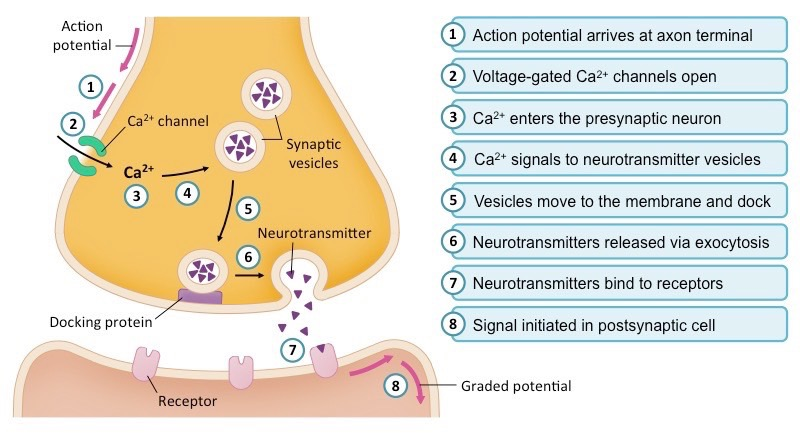 Action
potential
1
2
Ca²⁺ channel
Ca²⁺
3
4
Synaptic
vesicles
5
Neurotransmitter
6
Docking protein
7
Receptor
8
Graded potential
1 Action potential arrives at axon terminal
2 Voltage-gated Ca²⁺ channels open
3 Ca²⁺ enters the presynaptic neuron
4 Ca²⁺ signals to neurotransmitter vesicles
5 Vesicles move to the membrane and dock
6 Neurotransmitters released via exocytosis
7 Neurotransmitters bind to receptors
8 Signal initiated in postsynaptic cell